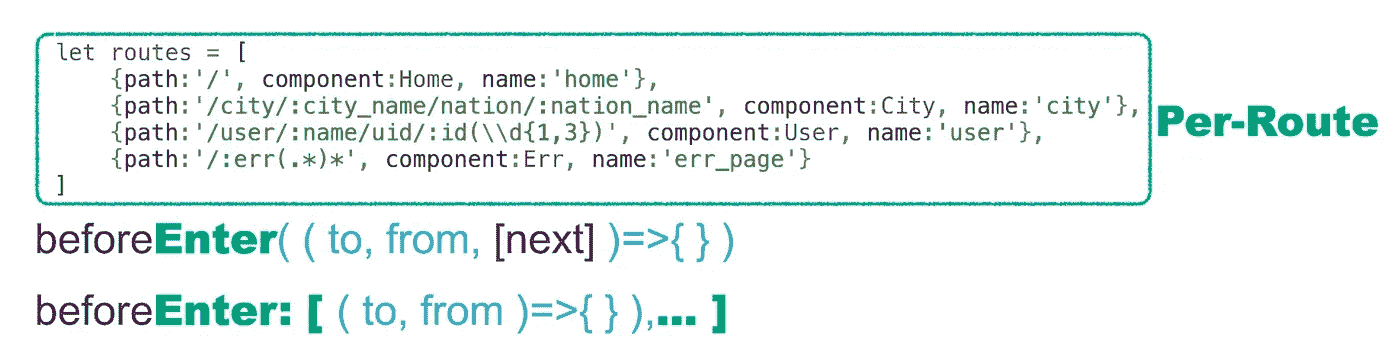 let routes = [
{path:'/', component:Home, name:'home'},
{path:'/city/:city_name/nation/:nation_name', component:City, name:'city'},
{path:'/user/:name/uid/:id(\\d{1,3})', component:User, name:'user'},
{path:'/:err(.*)*', component:Err, name:'err_page'}
]
Per-Route
beforeEnter( ( to, from, [next] )=>{ } )
beforeEnter: [ ( to, from )=>{ } ),... ]